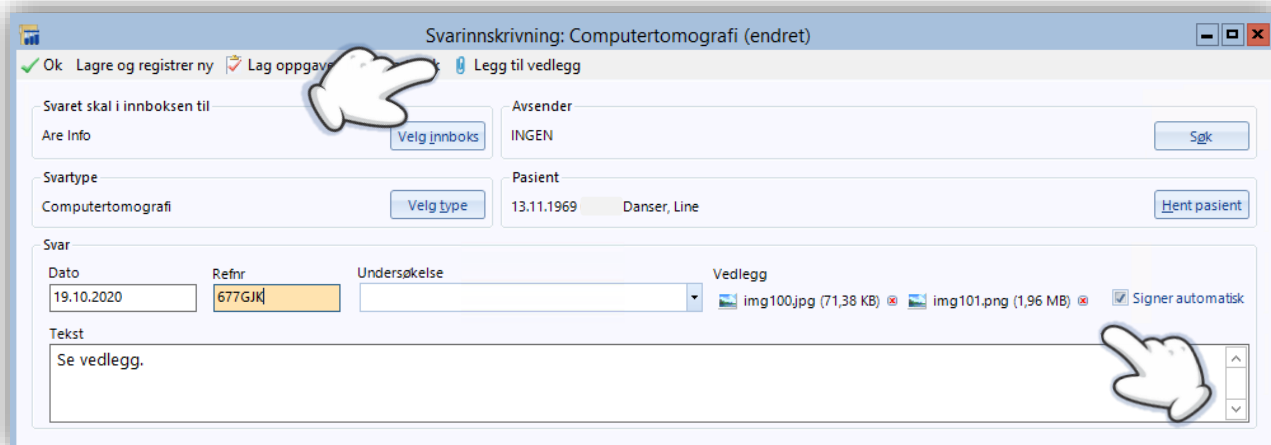 Svarinnskrivning: Computertomografi (endret)
Ok Lagre og registrer ny Lag oppgave Legg til vedlegg
Svaret skal i innboksen til
Are Info
Velg innboks
Avsender
INGEN
Søk
Svartype
Computertomografi
Velg type
Pasient
13.11.1969 Danser, Line
Hent pasient
Svar
Dato Refnr Undersøkelse Vedlegg
19.10.2020 677GJK img100.jpg (71,38 KB) img101.png (1,96 MB) Signer automatisk
Tekst
Se vedlegg.